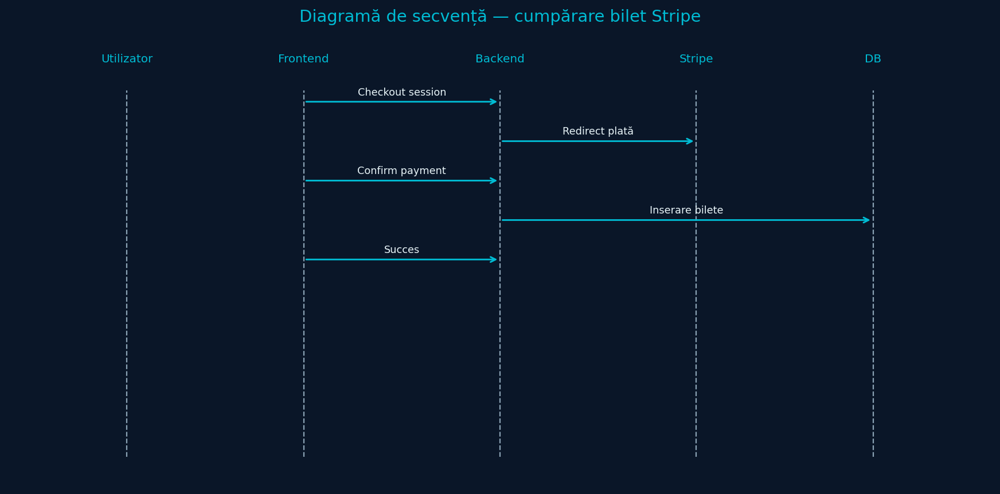 Diagramă de secvență — cumpărare bilet Stripe
Utilizator Frontend Backend Stripe DB
Checkout session
Redirect plată
Confirm payment
Inserare bilete
Succes